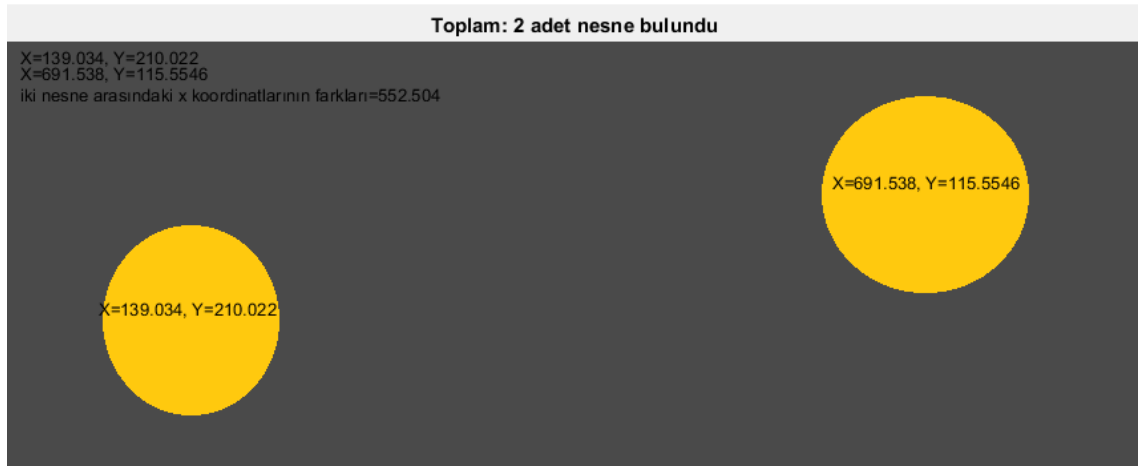 Toplam: 2 adet nesne bulundu
X=139.034, Y=210.022
X=691.538, Y=115.5546
iki nesne arasındaki x koordinatlarının farkları=552.504
X=691.538, Y=115.5546
X=139.034, Y=210.022